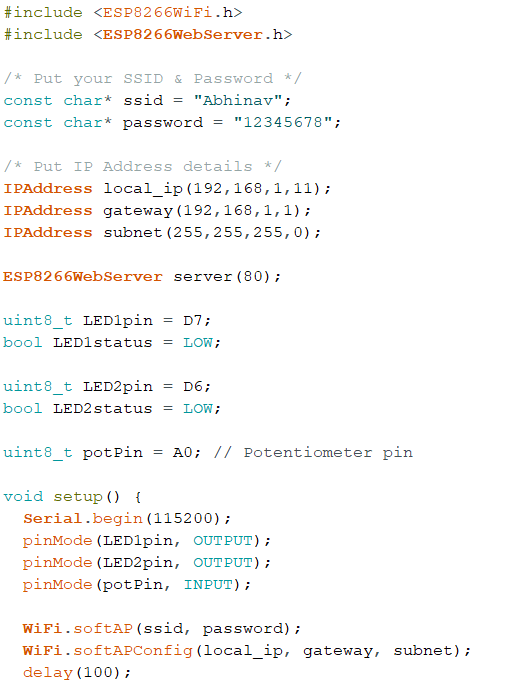 #include <ESP8266WiFi.h>
#include <ESP8266WebServer.h>

/* Put your SSID & Password */
const char* ssid = "Abhinav";
const char* password = "12345678";

/* Put IP Address details */
IPAddress local_ip(192,168,1,11);
IPAddress gateway(192,168,1,1);
IPAddress subnet(255,255,255,0);

ESP8266WebServer server(80);

uint8_t LED1pin = D7;
bool LED1status = LOW;

uint8_t LED2pin = D6;
bool LED2status = LOW;

uint8_t potPin = A0; // Potentiometer pin

void setup() {
  Serial.begin(115200);
  pinMode(LED1pin, OUTPUT);
  pinMode(LED2pin, OUTPUT);
  pinMode(potPin, INPUT);

  WiFi.softAP(ssid, password);
  WiFi.softAPConfig(local_ip, gateway, subnet);
  delay(100);